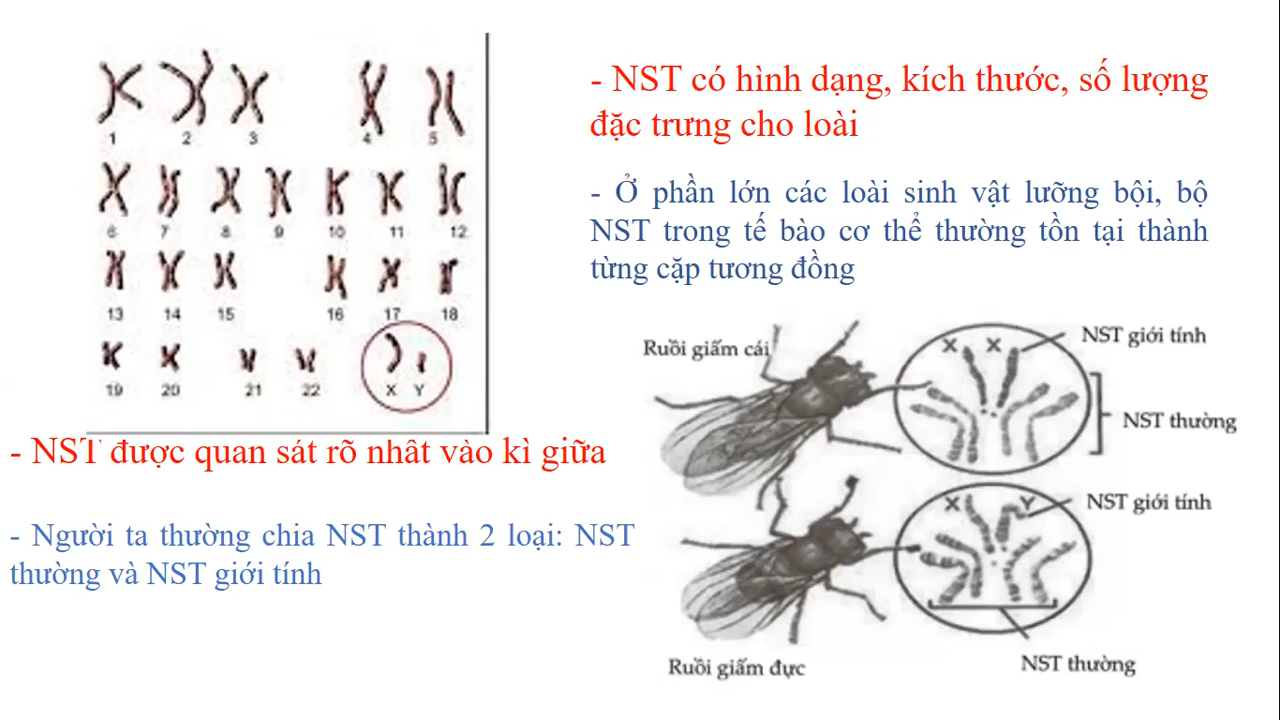 1 2 3 4 5
6 7 8 9 10 11 12
13 14 15 16 17 18
19 20 21 22 X Y
- NST được quan sát rõ nhât vào kì giữa
- Người ta thường chia NST thành 2 loại: NST
thường và NST giới tính
- NST có hình dạng, kích thước, số lượng
đặc trưng cho loài
- Ở phần lớn các loài sinh vật lưỡng bội, bộ
NST trong tế bào cơ thể thường tồn tại thành
từng cặp tương đồng
Ruồi giấm cái
X X
NST giới tính
NST thường
X Y
NST giới tính
Ruồi giấm đực
NST thường